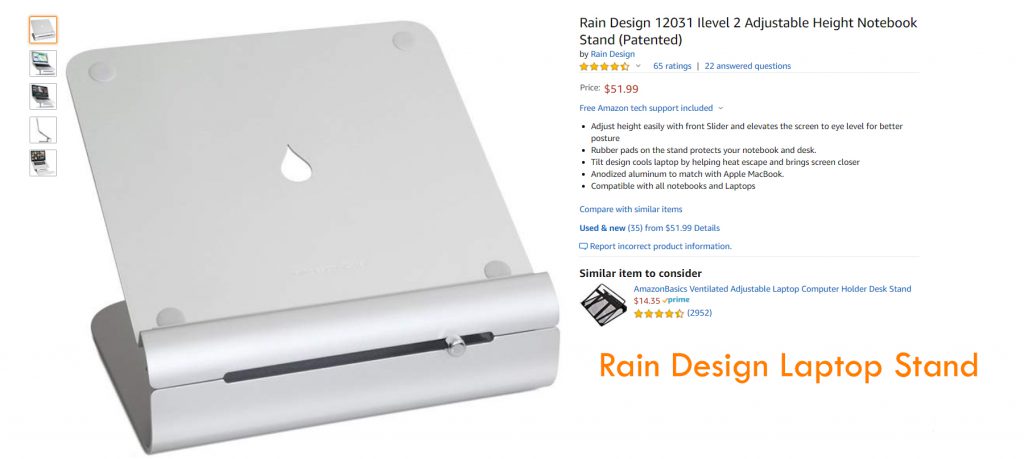 Rain Design 12031 Ilevel 2 Adjustable Height Notebook
Stand (Patented)
by Rain Design
65 ratings | 22 answered questions
Price: $51.99
Free Amazon tech support included
• Adjust height easily with front Slider and elevates the screen to eye level for better
posture
• Rubber pads on the stand protects your notebook and desk.
• Tilt design cools laptop by helping heat escape and brings screen closer
• Anodized aluminum to match with Apple MacBook.
• Compatible with all notebooks and Laptops
Compare with similar items
Used & new (35) from $51.99 Details
Report incorrect product information.
Similar item to consider
AmazonBasics Ventilated Adjustable Laptop Computer Holder Desk Stand
$14.35 prime
(2952)
Rain Design Laptop Stand